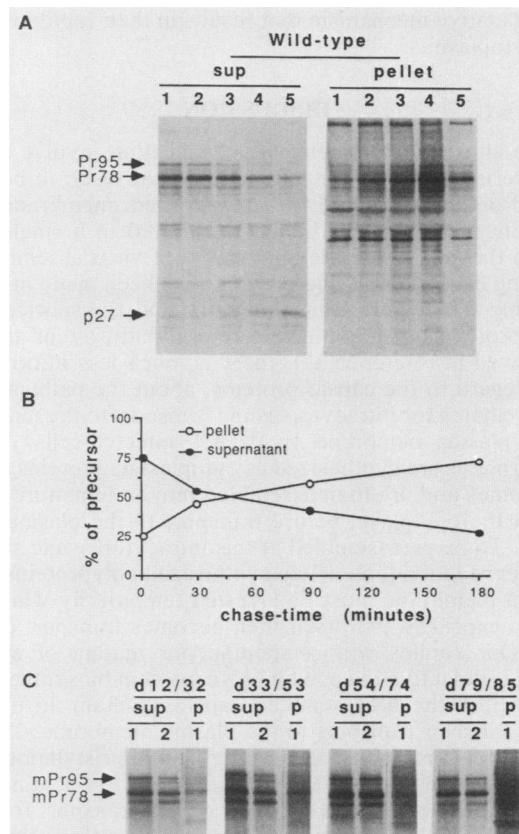 A
Wild-type
sup pellet
1 2 3 4 5 1 2 3 4 5
Pr95
Pr78
p27
B
% of precursor
100
75
50
25
0
pellet
supernatant
0 30 60 90 120 150 180
chase-time (minutes)
C
d12/32 d33/53 d54/74 d79/85
sup p sup p sup p sup p
1 2 1 1 2 1 1 2 1 1 2 1
mPr95
mPr78